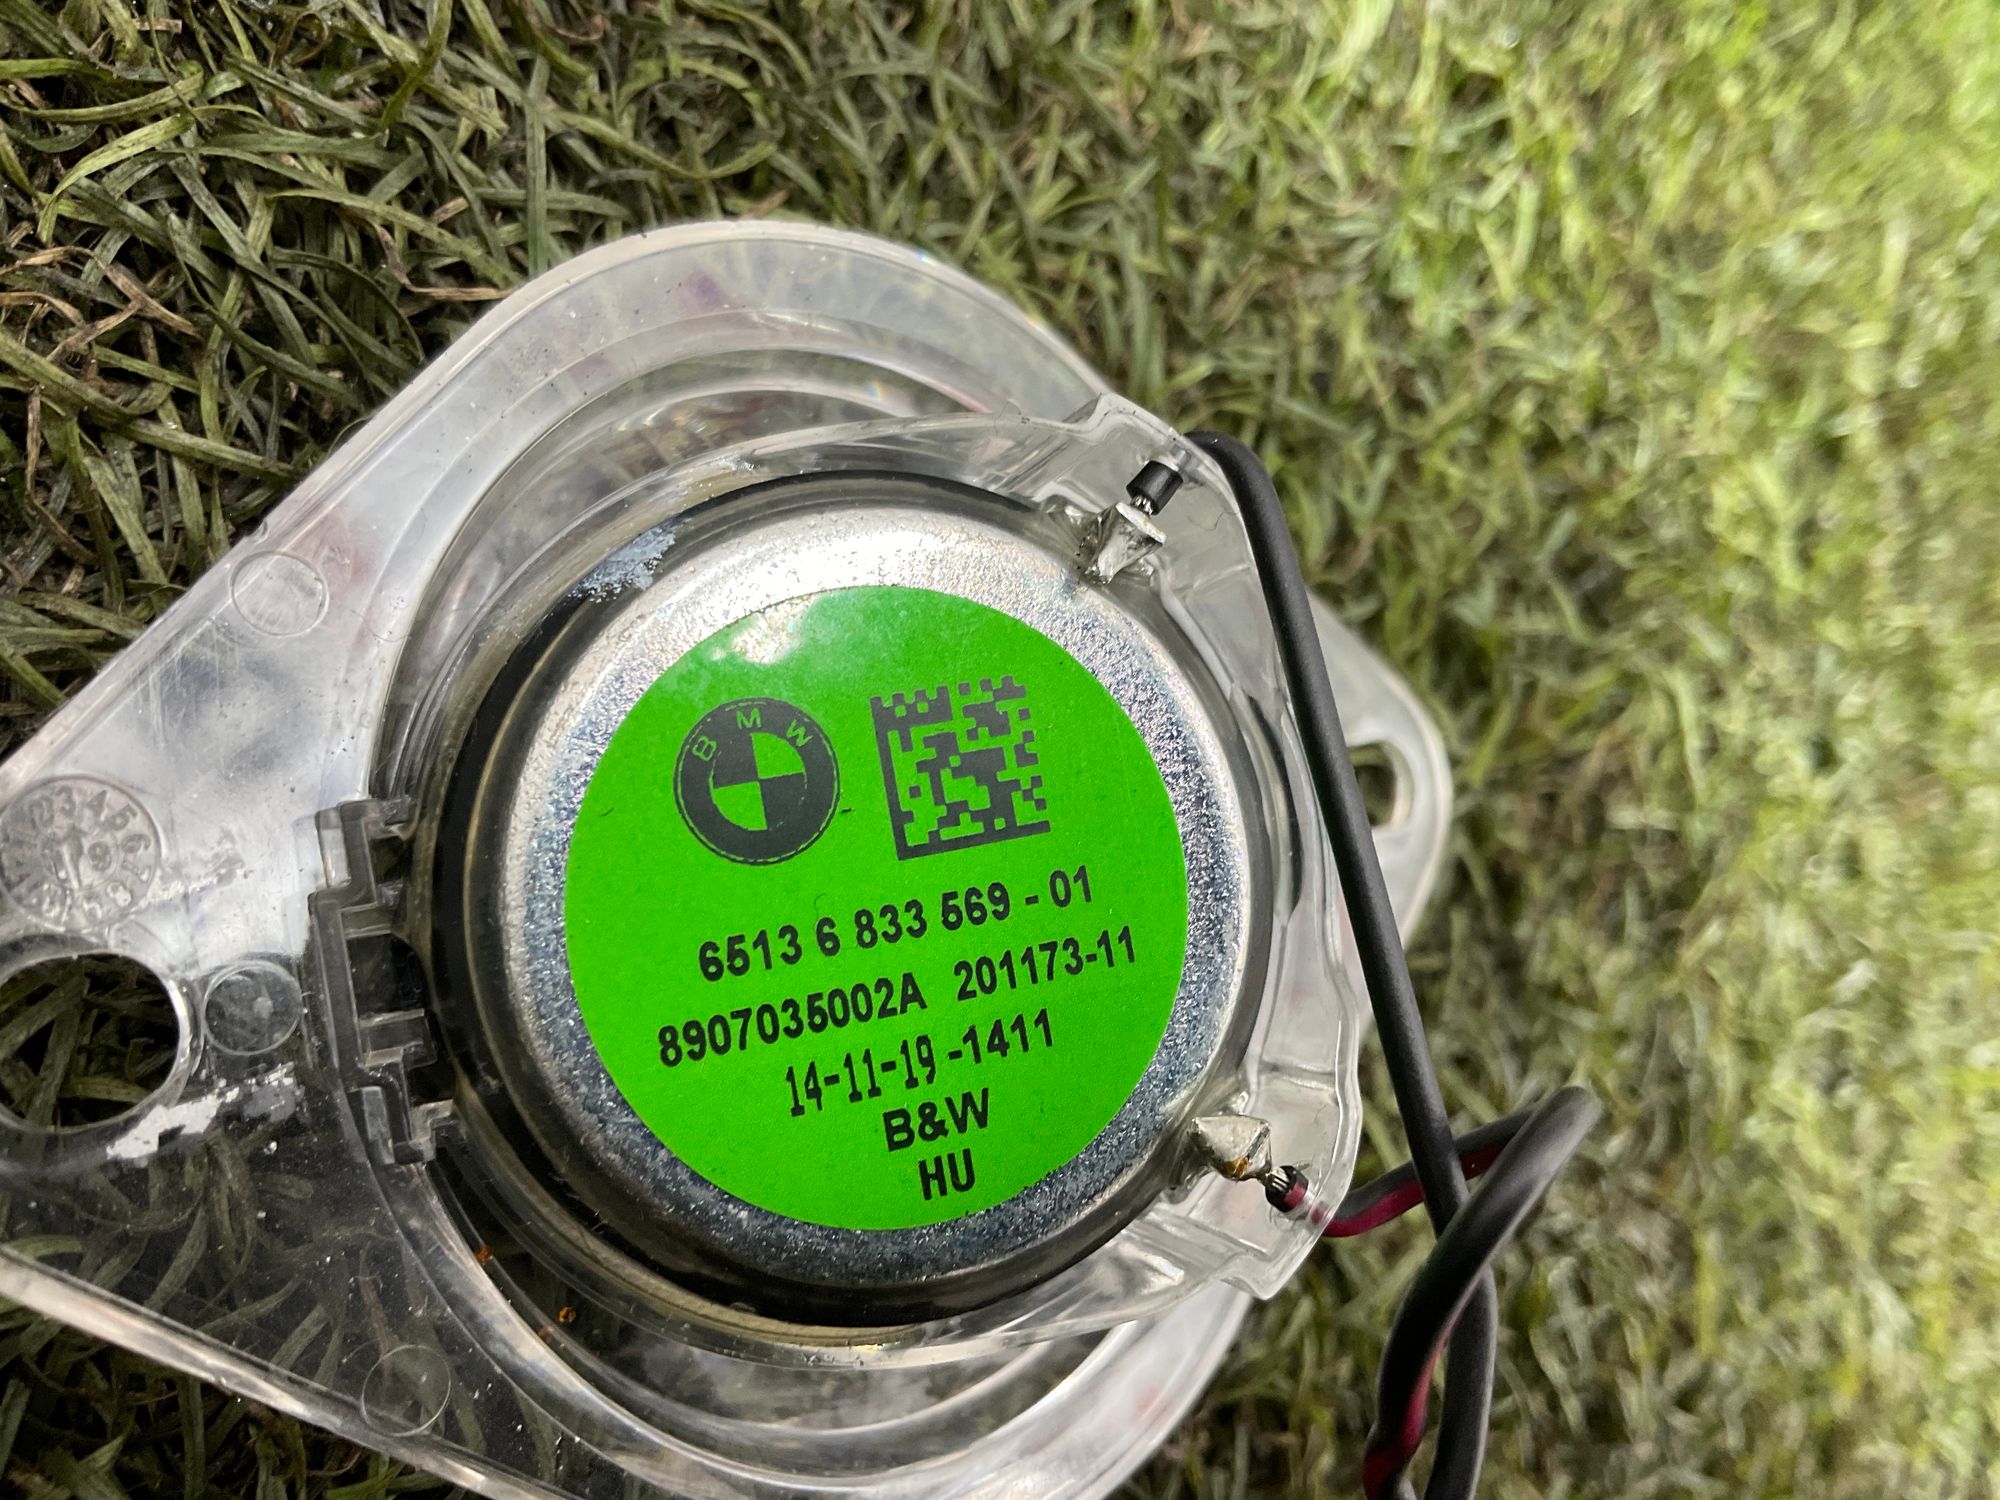 BMW
6513 6 833 569 - 01
8907035002A 201173-11
14-11-19 -1411
B&W
HU